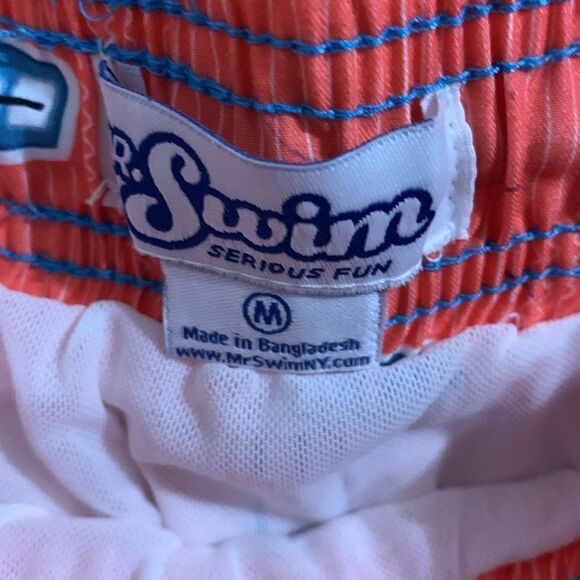 R. Swim
SERIOUS FUN
M
Made in Bangladesh
www.MrSwimNY.com